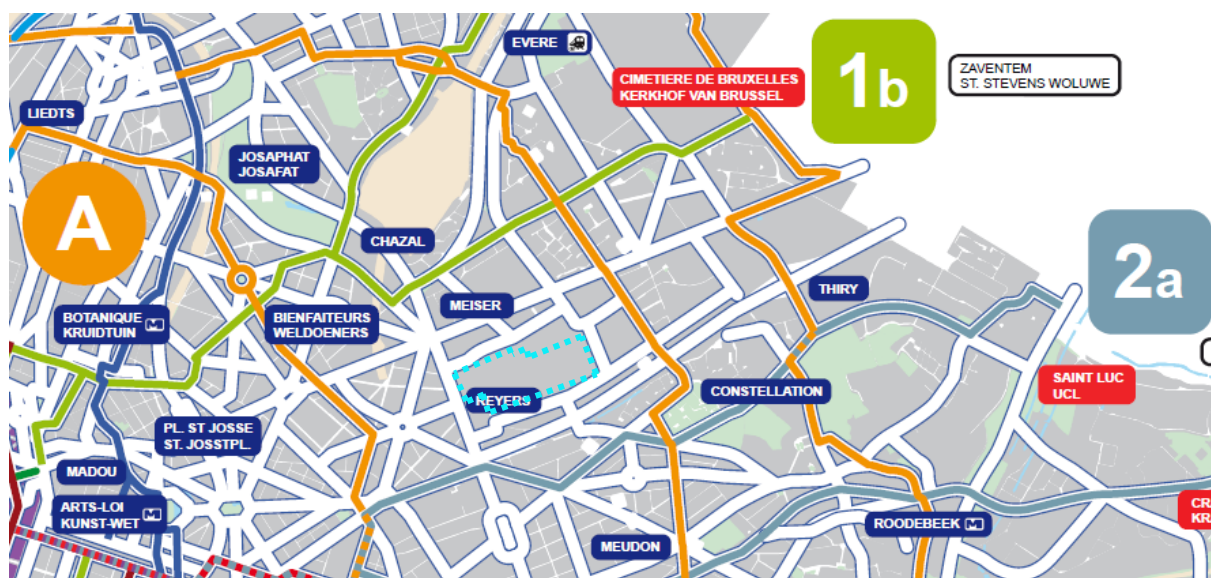 EVERE
CIMETIERE DE BRUXELLES
KERKHOF VAN BRUSSEL
1b
ZAVENTEM
ST. STEVENS WOLUWE
LIEDTS
JOSAPHAT
JOSAFAT
A
CHAZAL
2a
THIRY
MEISER
BOTANIQUE
KRUIDTUIN
M
BIENFAITEURS
WELDOENERS
REYERS
CONSTELLATION
SAINT LUC
UCL
PL. ST JOSSE
ST. JOSSTPL.
MADOU
ARTS-LOI
KUNST-WET
M
CR
KR
ROODEBEEK
M
MEUDON